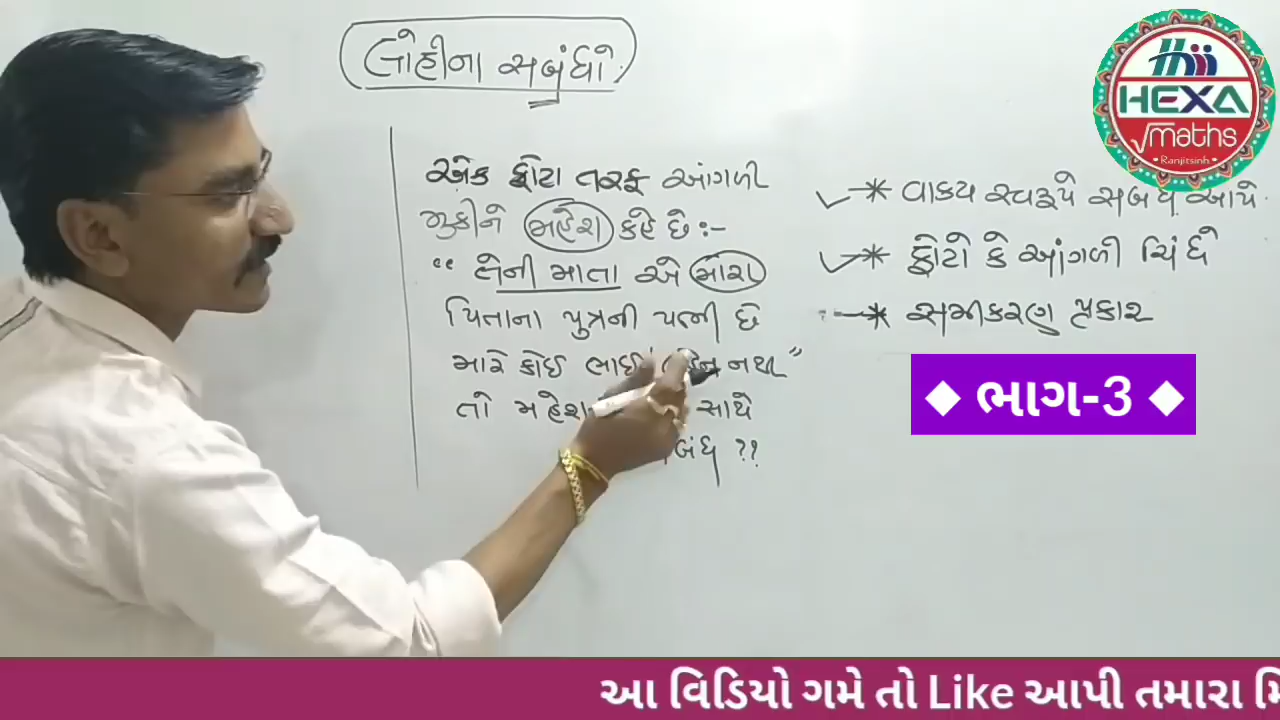 લોહીના સબંધો
એક ફોટા તરફ આંગળી
મુકીને મહેશ કહે છે :-
“તેની માતા એ મારા
પિતાના પુત્રની પત્ની છે
મારે કોઈ ભાઈ નથી”
તો મહેશ સાથે
બંધ ??
* વાક્ય સ્વરૂપે સબંધ આપે.
* ફોટો કે આંગળી ચિંધે
* સમીકરણ પ્રકાર
◆ ભાગ-3 ◆
HEXA
√maths
• Ranjitsinh •
આ વિડિયો ગમે તો Like આપી તમારા મિ